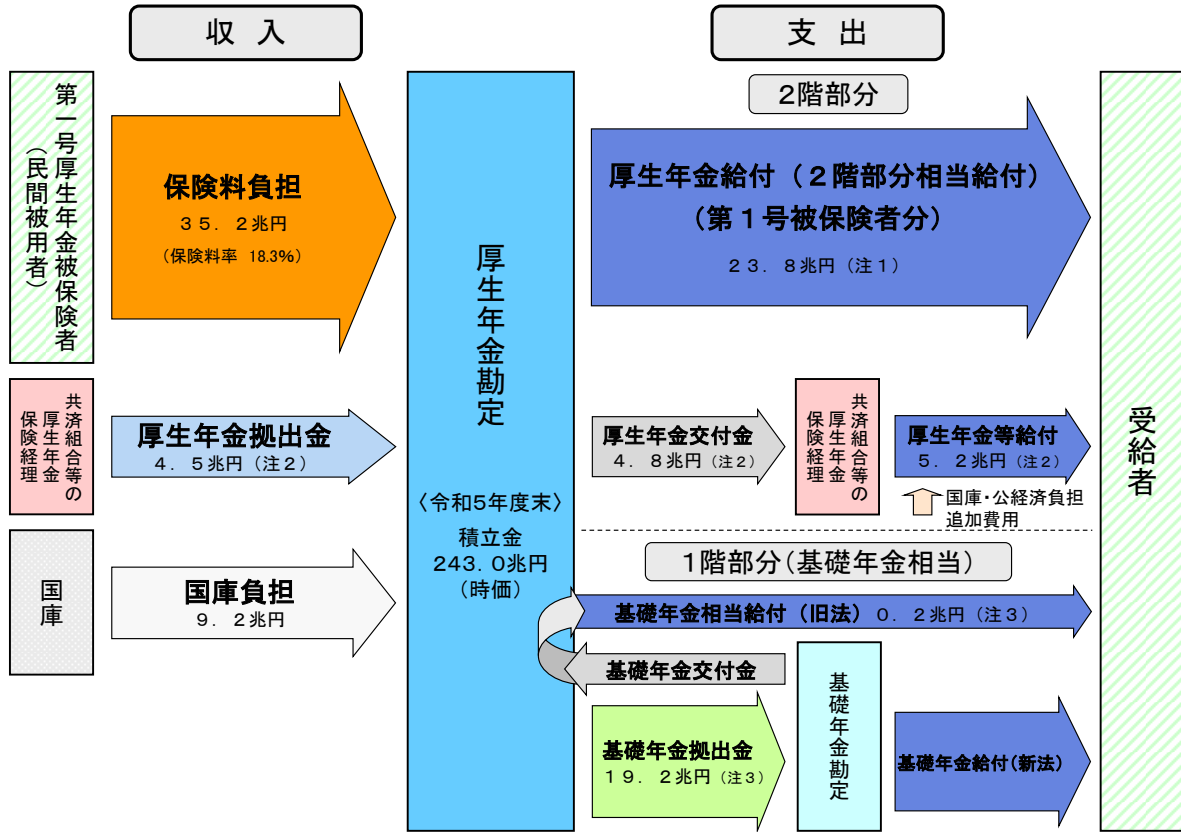 収 入
支 出
第一号厚生年金被保険者
（民間被用者）
保険料負担
３５．２兆円
（保険料率 18.3%）
共済組合等の
厚生年金
保険経理
厚生年金拠出金
４．５兆円（注２）
国庫
国庫負担
９．２兆円
厚生年金勘定
〈令和５年度末〉
積立金
243.0兆円
（時価）
２階部分
厚生年金給付（２階部分相当給付）
（第１号被保険者分）
２３．８兆円（注１）
厚生年金交付金
４．８兆円（注２）
共済組合等の
厚生年金
保険経理
厚生年金等給付
５．２兆円（注２）
国庫・公経済負担
追加費用
１階部分（基礎年金相当）
基礎年金相当給付（旧法）０．２兆円（注３）
基礎年金交付金
基礎年金拠出金
１９．２兆円（注３）
基礎年金勘定
基礎年金給付（新法）
受給者